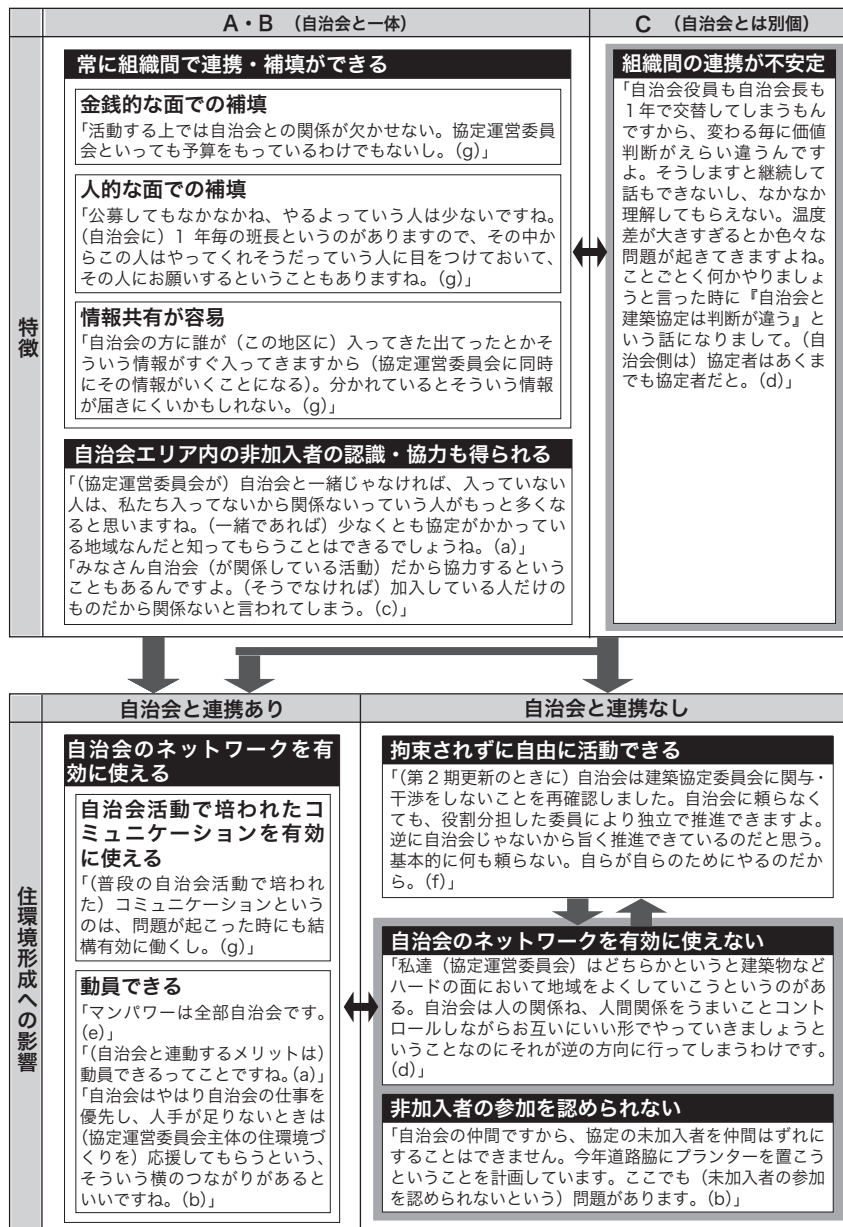 A・B （自治会と一体）
C （自治会とは別個）
特徴
常に組織間で連携・補填ができる
金銭的な面での補填
「活動する上では自治会との関係が欠かせない。協定運営委員
会といっても予算をもっているわけでもないし。(g)」
人的な面での補填
「公募してもなかなかね、やるよっていう人は少ないですね。
(自治会に）1 年毎の班長というのがありますので、その中か
らこの人はやってくれそうだっていう人に目をつけておいて、
その人にお願いするということもありますね。(g)」
情報共有が容易
「自治会の方に誰が（この地区に）入ってきた出てったとかそ
ういう情報がすぐ入ってきますから（協定運営委員会に同時
にその情報がいくことになる)。分かれているとそういう情報
が届きにくいかもしれない。(g)」
自治会エリア内の非加入者の認識・協力も得られる
「(協定運営委員会が）自治会と一緒じゃなければ、入っていない
人は、私たち入ってないから関係ないっていう人がもっと多くな
ると思いますね。(一緒であれば）少なくとも協定がかかってい
る地域なんだと知ってもらうことはできるでしょうね。(a)」
「みなさん自治会（が関係している活動）だから協力するという
こともあるんですよ。(そうでなければ）加入している人だけの
ものだから関係ないと言われてしまう。(c)」
組織間の連携が不安定
「自治会役員も自治会長も
1 年で交替してしまうもん
ですから、変わる毎に価値
判断がえらい違うんです
よ。そうしますと継続して
話もできないし、なかなか
理解してもらえない。温度
差が大きすぎるとか色々な
問題が起きてきますよね。
ことごとく何かやりましょ
うと言った時に『自治会と
建築協定は判断が違う』と
いう話になりまして。(自
治会側は）協定者はあくま
でも協定者だと。(d)」
自治会と連携あり
自治会と連携なし
住環境形成への影響
自治会のネットワークを有
効に使える
自治会活動で培われたコ
ミュニケーションを有効
に使える
「(普段の自治会活動で培われ
た）コミュニケーションという
のは、問題が起こった時にも結
構有効に働くし。(g)」
動員できる
「マンパワーは全部自治会です。
(e)」
「(自治会と連動するメリットは）
動員できるってことですね。(a)」
「自治会はやはり自治会の仕事を
優先し、人手が足りないときは
(協定運営委員会主体の住環境づ
くりを）応援してもらうという、
そういう横のつながりがあると
いいですね。(b)」
拘束されずに自由に活動できる
「(第 2 期更新のときに）自治会は建築協定委員会に関与・
干渉をしないことを再確認しました。自治会に頼らなく
ても、役割分担した委員により独立で推進できますよ。
逆に自治会じゃないから旨く推進できているのだと思う。
基本的に何も頼らない。自らが自らのためにやるのだか
ら。(f)」
自治会のネットワークを有効に使えない
「私達（協定運営委員会）はどちらかというと建築物など
ハードの面において地域をよくしていこうというのがあ
る。自治会は人の関係ね、人間関係をうまいことコント
ロールしながらお互いにいい形でやっていきましょうと
いうことなのにそれが逆の方向に行ってしまうわけです。
(d)」
非加入者の参加を認められない
「自治会の仲間ですから、協定の未加入者を仲間はずれに
することはできません。今年道路脇にプランターを置こう
ということを計画しています。ここでも（未加入者の参加
を認められないという）問題があります。(b)」